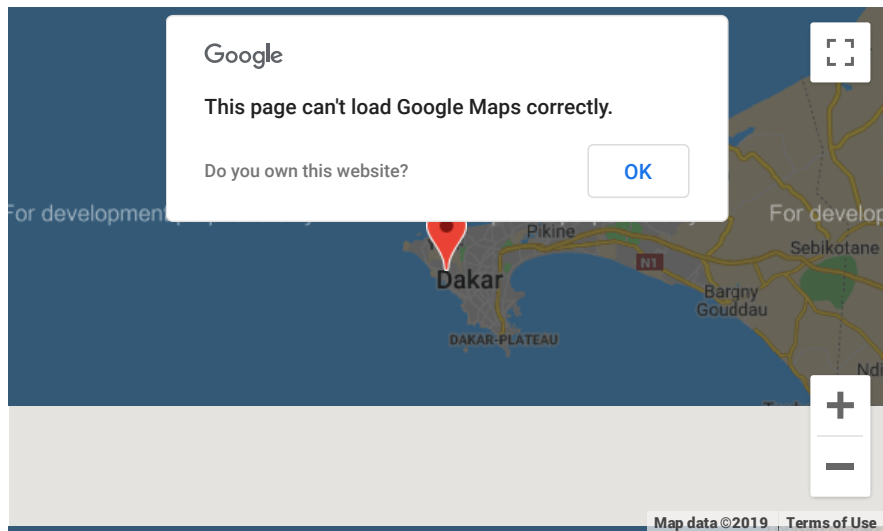 Google
This page can't load Google Maps correctly.
Do you own this website?
OK
For development
For develop
Pikine
Sebikotane
N1
Dakar
Bargny
Gouddau
DAKAR-PLATEAU
Ndi
Map data ©2019
Terms of Use